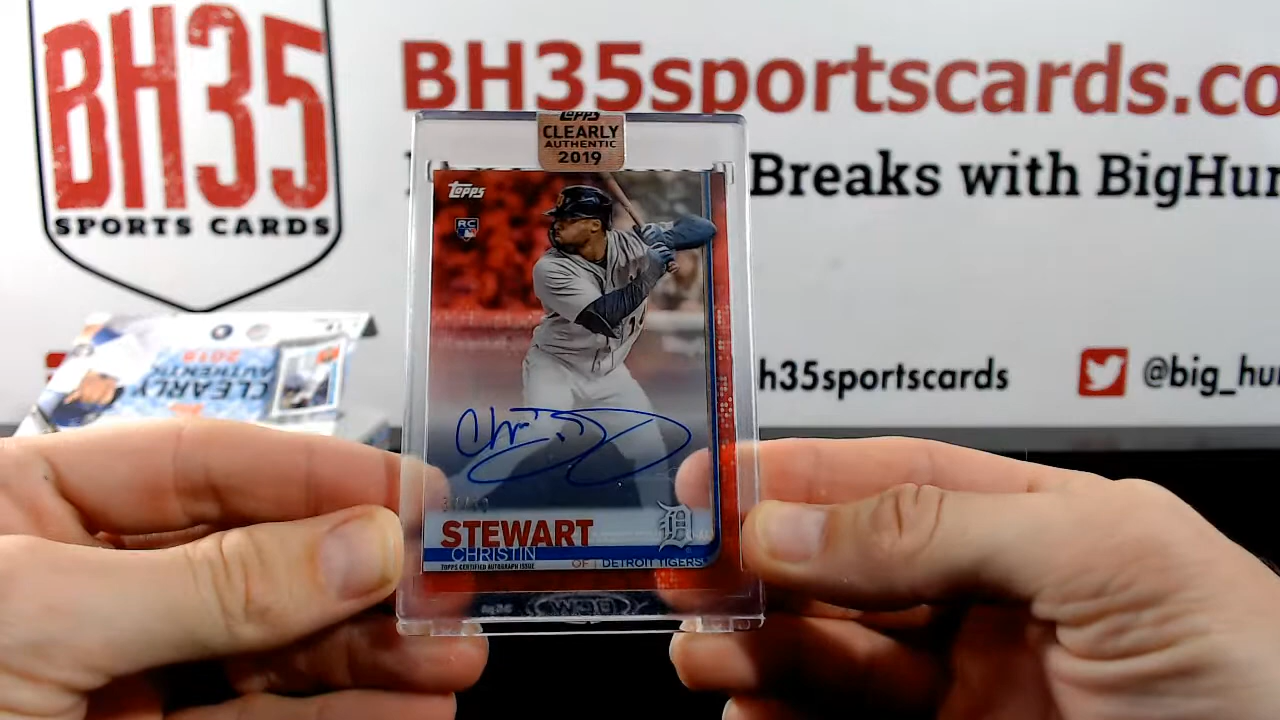 BH35
SPORTS CARDS
BH35sportscards.co
Breaks with BigHun
h35sportscards
@big_hu
CLEARLY
AUTHENTIC
2019
Topps
CLEARLY
AUTHENTIC
2019
Topps
RC
STEWART
CHRISTIN
TOPPS CERTIFIED AUTOGRAPH ISSUE
OF | DETROIT TIGERS